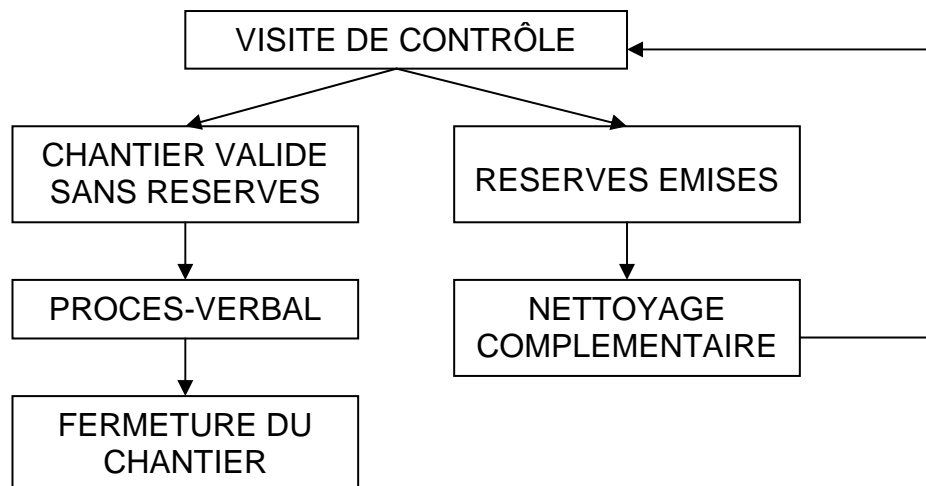 VISITE DE CONTRÔLE
CHANTIER VALIDE
SANS RESERVES
RESERVES EMISES
PROCES-VERBAL
NETTOYAGE
COMPLEMENTAIRE
FERMETURE DU
CHANTIER